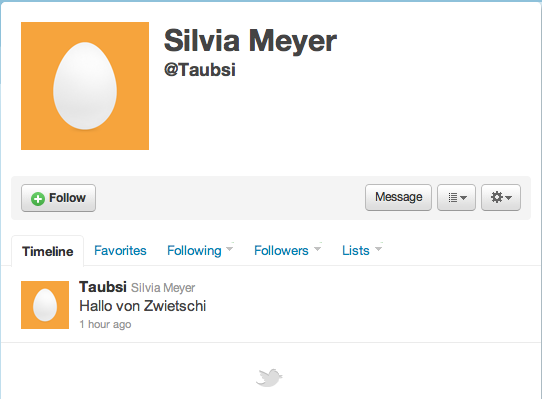 Silvia Meyer
@Taubsi
Follow
Message
Timeline Favorites Following Followers Lists
Taubsi Silvia Meyer
Hallo von Zwietschi
1 hour ago